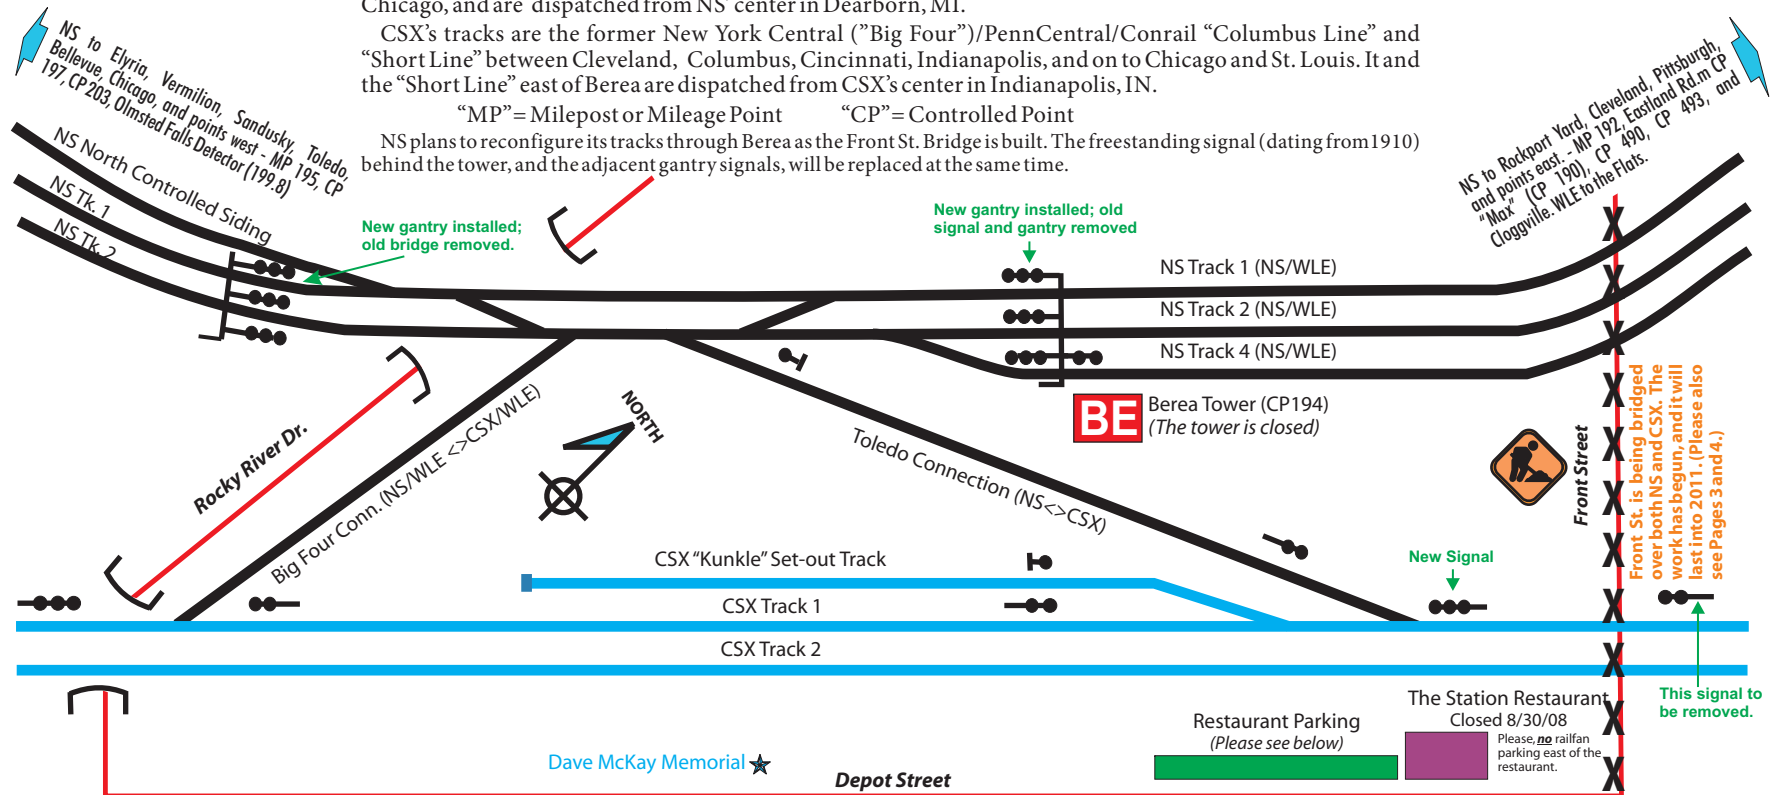 Chicago, and are dispatched from NS' center in Dearborn, MI.
CSX's tracks are the former New York Central ("Big Four")/PennCentral/Conrail “Columbus Line” and
“Short Line” between Cleveland, Columbus, Cincinnati, Indianapolis, and on to Chicago and St. Louis. It and
the “Short Line” east of Berea are dispatched from CSX's center in Indianapolis, IN.
“MP”= Milepost or Mileage Point “CP”= Controlled Point
NS plans to reconfigure its tracks through Berea as the Front St. Bridge is built. The freestanding signal (dating from 1910)
behind the tower, and the adjacent gantry signals, will be replaced at the same time.
NS to Elyria, Vermilion, Sandusky, Toledo,
Bellevue, Chicago, and points west - MP 195, CP
197, CP 203, Olmsted Falls Detector (199.8)
NS to Rockport Yard, Cleveland, Pittsburgh,
and points east. - MP 192, Eastland Rd.m CP
“Max” (CP 190), CP 490, CP 493, and
Cloggville. WLE to the Flats.
NS North Controlled Siding
NS Tk. 1
NS Tk. 2
New gantry installed;
old bridge removed.
New gantry installed; old
signal and gantry removed
NS Track 1 (NS/WLE)
NS Track 2 (NS/WLE)
NS Track 4 (NS/WLE)
BE
Berea Tower (CP194)
(The tower is closed)
NORTH
Rocky River Dr.
Big Four Conn. (NS/WLE <>CSX/WLE)
Toledo Connection (NS<>CSX)
Front Street
Front St. is being bridged
over both NS and CSX. The
work has begun, and it will
last into 2011. (Please also
see Pages 3 and 4.)
CSX “Kunkle” Set-out Track
New Signal
CSX Track 1
CSX Track 2
This signal to
be removed.
The Station Restaurant
Closed 8/30/08
Please, no railfan
parking east of the
restaurant.
Restaurant Parking
(Please see below)
Dave McKay Memorial
Depot Street